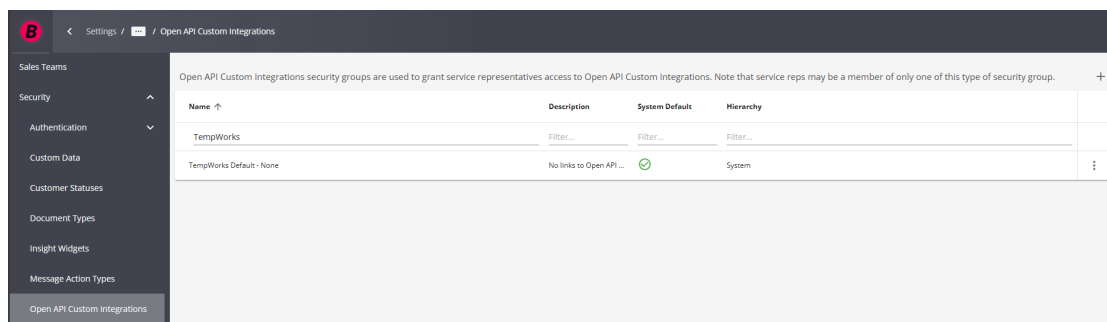 B
Settings / ... / Open API Custom Integrations
Sales Teams
Security
Authentication
Custom Data
Customer Statuses
Document Types
Insight Widgets
Message Action Types
Open API Custom Integrations
Open API Custom Integrations security groups are used to grant service representatives access to Open API Custom Integrations. Note that service reps may be a member of only one of this type of security group.
Name Description System Default Hierarchy
TempWorks Filter... Filter... Filter...
TempWorks Default - None No links to Open API ... System